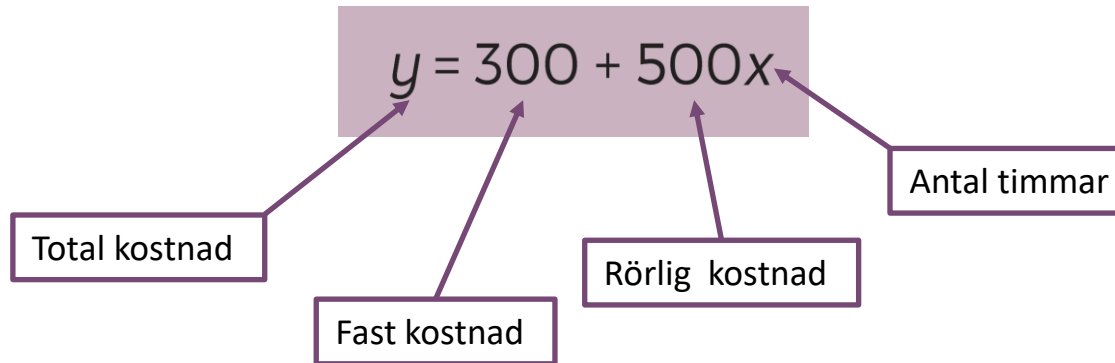 y = 300 + 500x
Antal timmar
Total kostnad
Rörlig kostnad
Fast kostnad